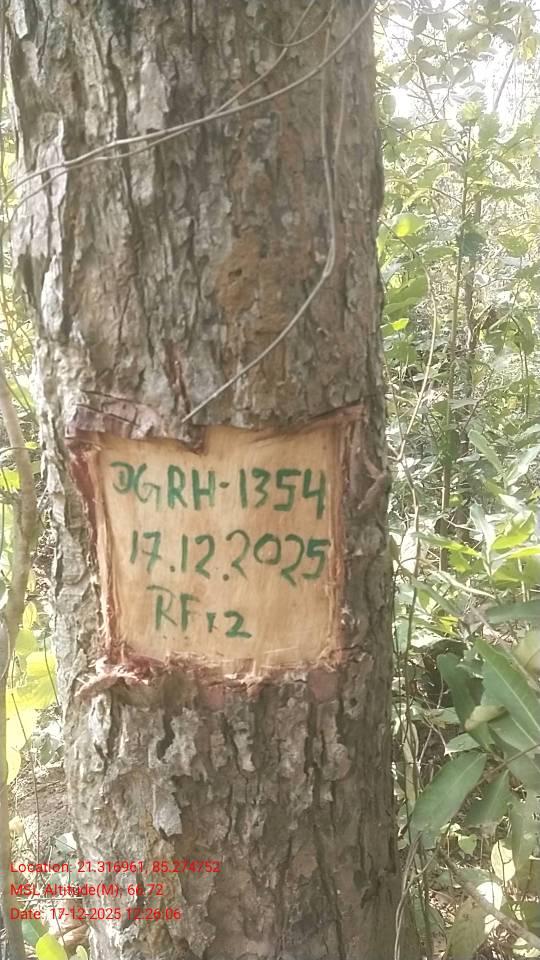 DGRH-1354
17.12.2025
RF:2
Location: 21.316961, 85.274752
MSL Altitude(M): 66.72
Date: 17-12-2025 12:26:06